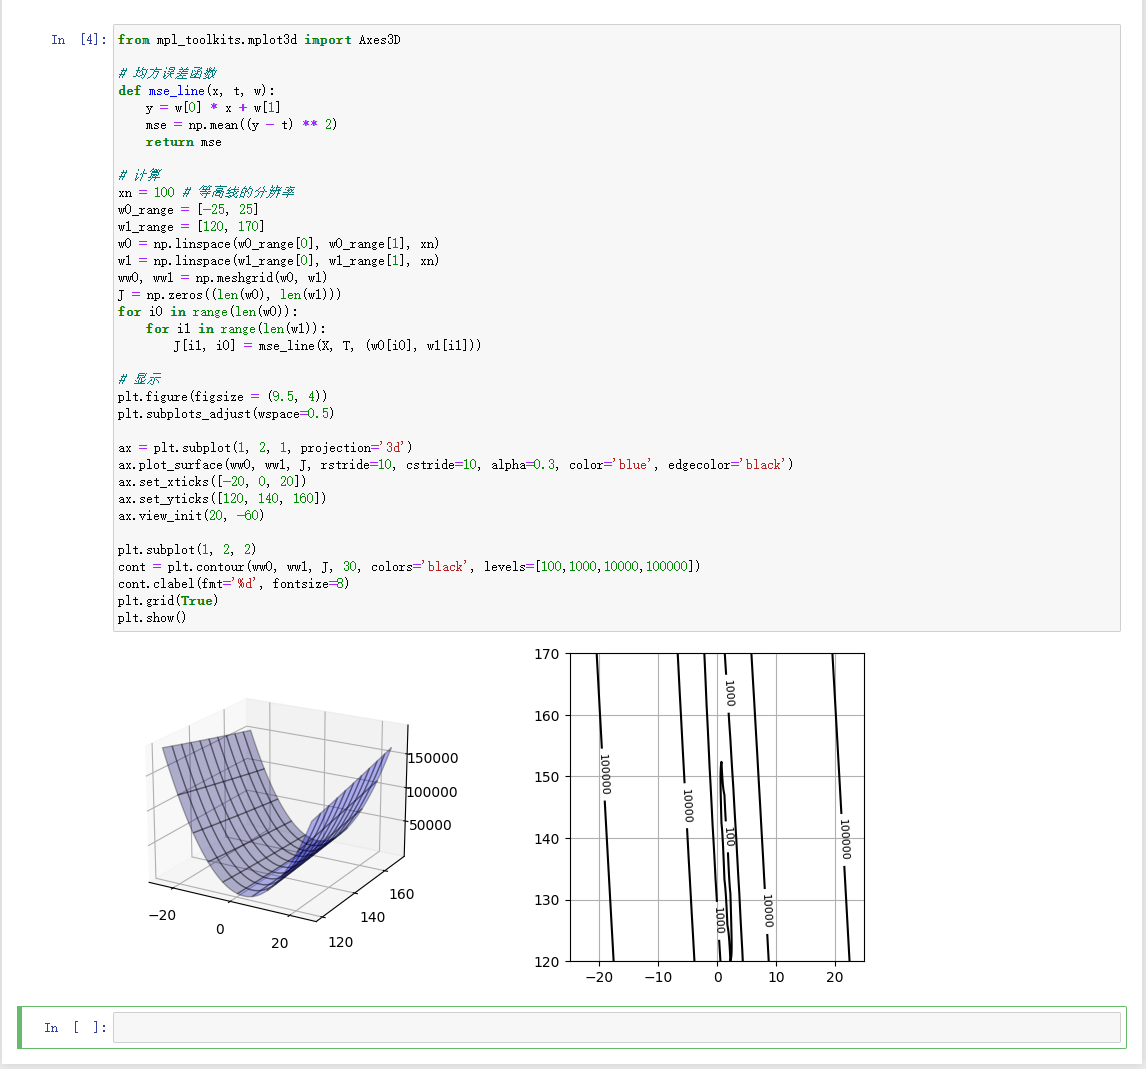 In [4]:
from mpl_toolkits.mplot3d import Axes3D
# 均方误差函数
def mse_line(x, t, w):
    y = w[0] * x + w[1]
    mse = np.mean((y - t) ** 2)
    return mse
# 计算
xn = 100 # 等高线的分辨率
w0_range = [-25, 25]
w1_range = [120, 170]
w0 = np.linspace(w0_range[0], w0_range[1], xn)
w1 = np.linspace(w1_range[0], w1_range[1], xn)
ww0, ww1 = np.meshgrid(w0, w1)
J = np.zeros((len(w0), len(w1)))
for i0 in range(len(w0)):
    for i1 in range(len(w1)):
        J[i1, i0] = mse_line(X, T, (w0[i0], w1[i1]))
# 显示
plt.figure(figsize = (9.5, 4))
plt.subplots_adjust(wspace=0.5)
ax = plt.subplot(1, 2, 1, projection='3d')
ax.plot_surface(ww0, ww1, J, rstride=10, cstride=10, alpha=0.3, color='blue', edgecolor='black')
ax.set_xticks([-20, 0, 20])
ax.set_yticks([120, 140, 160])
ax.view_init(20, -60)
plt.subplot(1, 2, 2)
cont = plt.contour(ww0, ww1, J, 30, colors='black', levels=[100,1000,10000,100000])
cont.clabel(fmt='%d', fontsize=8)
plt.grid(True)
plt.show()
150000
100000
50000
−20
0
20
120
140
160
170
160
150
140
130
120
−20
−10
0
10
20
100000
10000
1000
100
1000
10000
100000
In [ ]: